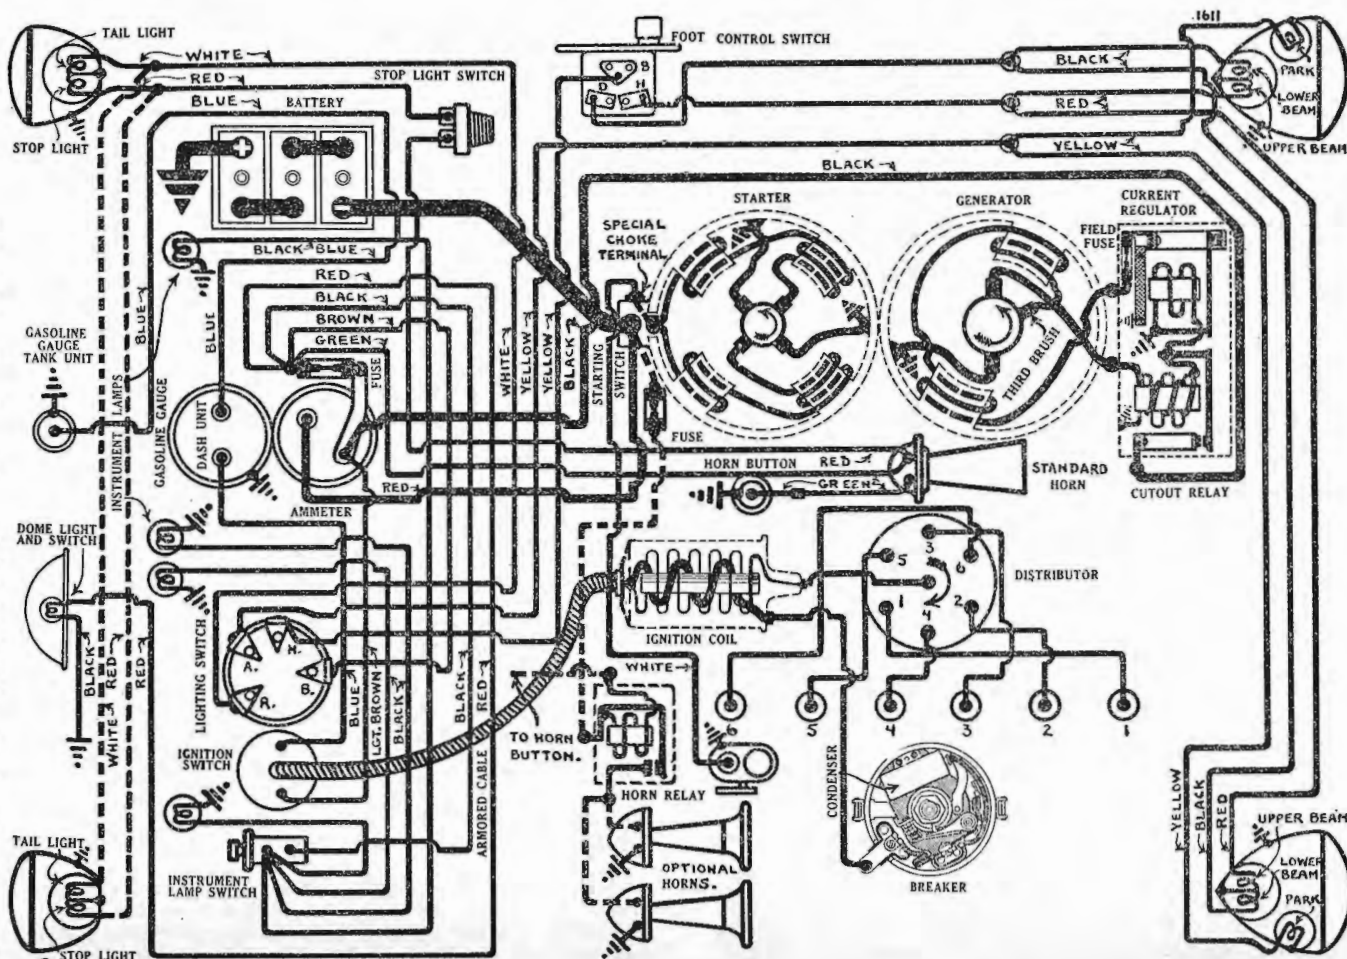 TAIL LIGHT
WHITE
RED
BLUE
STOP LIGHT
BATTERY
STOP LIGHT SWITCH
FOOT CONTROL SWITCH
B
D
H
BLACK
RED
YELLOW
BLACK
1611
PARK
LOWER
BEAM
UPPER BEAM
BLACK
BLUE
RED
BLACK
BROWN
GREEN
FUSE
BLUE
BLUE
WHITE
YELLOW
YELLOW
BLACK
SPECIAL
CHOKE
TERMINAL
STARTER
GENERATOR
CURRENT
REGULATOR
FIELD
FUSE
THIRD BRUSH
STARTING
SWITCH
FUSE
CUTOUT RELAY
GASOLINE
GAUGE
TANK UNIT
INSTRUMENT LAMPS
GASOLINE GAUGE
DASH UNIT
AMMETER
RED
HORN BUTTON
RED
GREEN
STANDARD
HORN
DOME LIGHT
AND SWITCH
BLACK
WHITE
RED
RED
LIGHTING SWITCH
A.
H.
B.
R.
BLUE
LGT. BROWN
BLACK
BLACK
RED
ARMORED CABLE
IGNITION
SWITCH
IGNITION COIL
WHITE
DISTRIBUTOR
5
3
6
1
4
2
6
5
4
3
2
1
TO HORN
BUTTON.
HORN RELAY
CONDENSER
BREAKER
OPTIONAL
HORNS.
INSTRUMENT
LAMP SWITCH
TAIL LIGHT
STOP LIGHT
YELLOW
BLACK
RED
UPPER BEAM
LOWER
BEAM
PARK